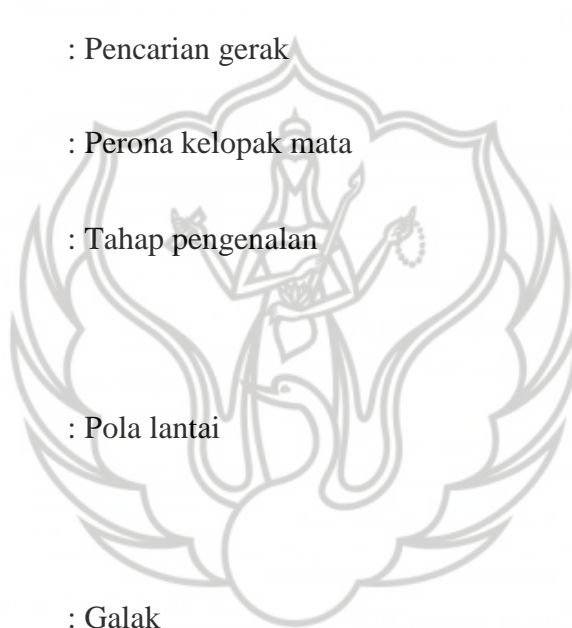 : Pencarian gerak
: Perona kelopak mata
: Tahap pengenalan
: Pola lantai
: Galak